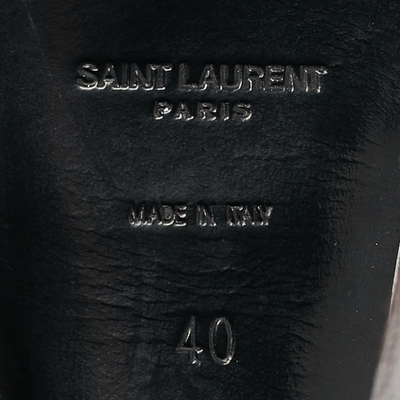 SAINT LAURENT
PARIS
MADE IN ITALY
40